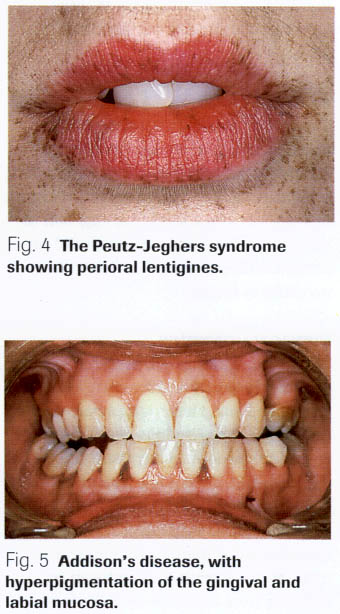 Fig. 4 The Peutz-Jeghers syndrome
showing perioral lentigines.
Fig. 5 Addison's disease, with
hyperpigmentation of the gingival and
labial mucosa.